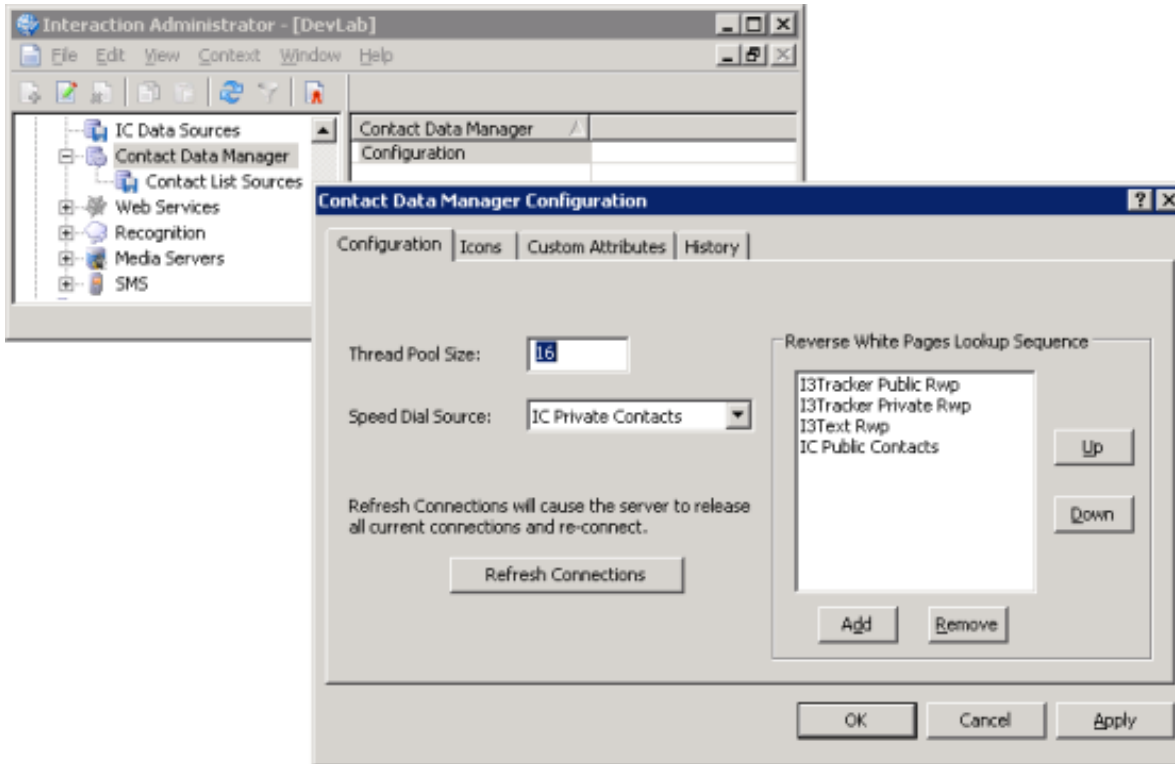 Interaction Administrator - [DevLab]
File Edit View Context Window Help
IC Data Sources
Contact Data Manager
Contact List Sources
Web Services
Recognition
Media Servers
SMS
Contact Data Manager
Configuration
Contact Data Manager Configuration
Configuration Icons Custom Attributes History
Thread Pool Size: 16
Speed Dial Source: IC Private Contacts
Refresh Connections will cause the server to release
all current connections and re-connect.
Refresh Connections
Reverse White Pages Lookup Sequence
I3Tracker Public Rwp
I3Tracker Private Rwp
I3Text Rwp
IC Public Contacts
Up
Down
Add Remove
OK Cancel Apply